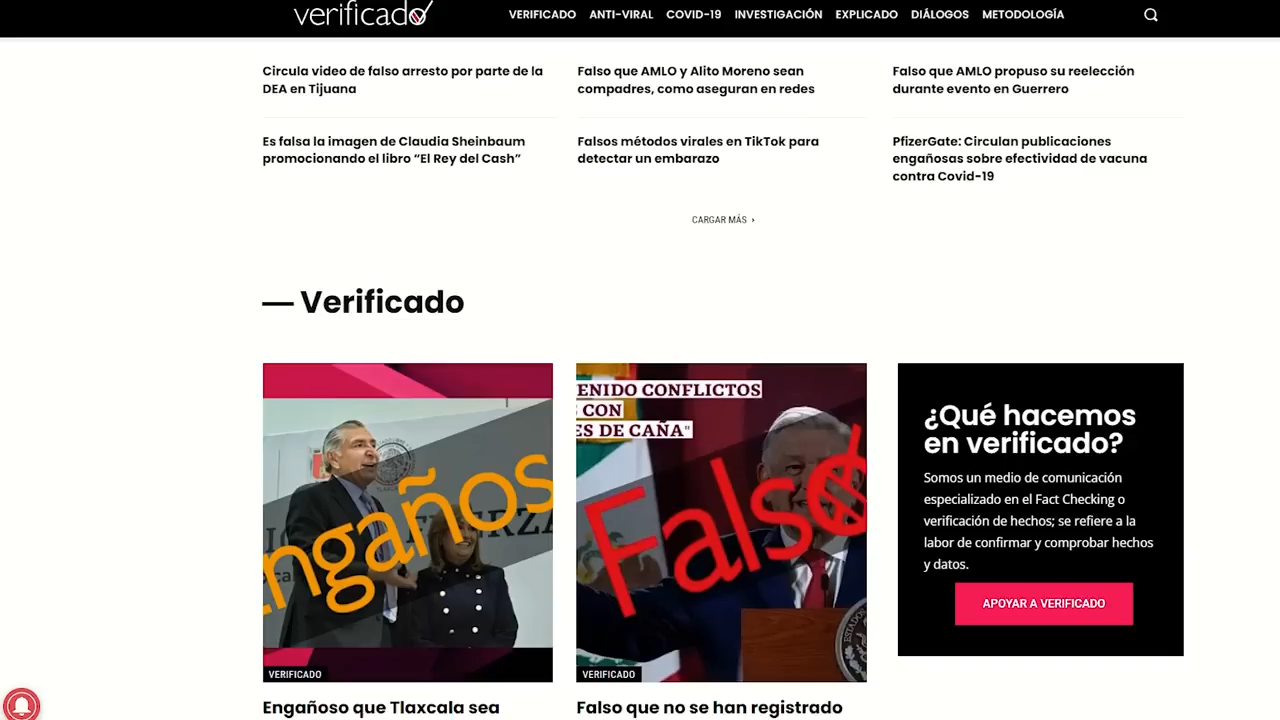 verificado
VERIFICADO ANTI-VIRAL COVID-19 INVESTIGACIÓN EXPLICADO DIÁLOGOS METODOLOGÍA
Circula video de falso arresto por parte de la
DEA en Tijuana
Falso que AMLO y Alito Moreno sean
compadres, como aseguran en redes
Falso que AMLO propuso su reelección
durante evento en Guerrero
Es falsa la imagen de Claudia Sheinbaum
promocionando el libro “El Rey del Cash”
Falsos métodos virales en TikTok para
detectar un embarazo
PfizerGate: Circulan publicaciones
engañosas sobre efectividad de vacuna
contra Covid-19
CARGAR MÁS ›
— Verificado
ngaños
VERIFICADO
Engañoso que Tlaxcala sea
ENIDO CONFLICTOS
CON
ES DE CAÑA"
Falso
VERIFICADO
Falso que no se han registrado
¿Qué hacemos
en verificado?
Somos un medio de comunicación
especializado en el Fact Checking o
verificación de hechos; se refiere a la
labor de confirmar y comprobar hechos
y datos.
APOYAR A VERIFICADO